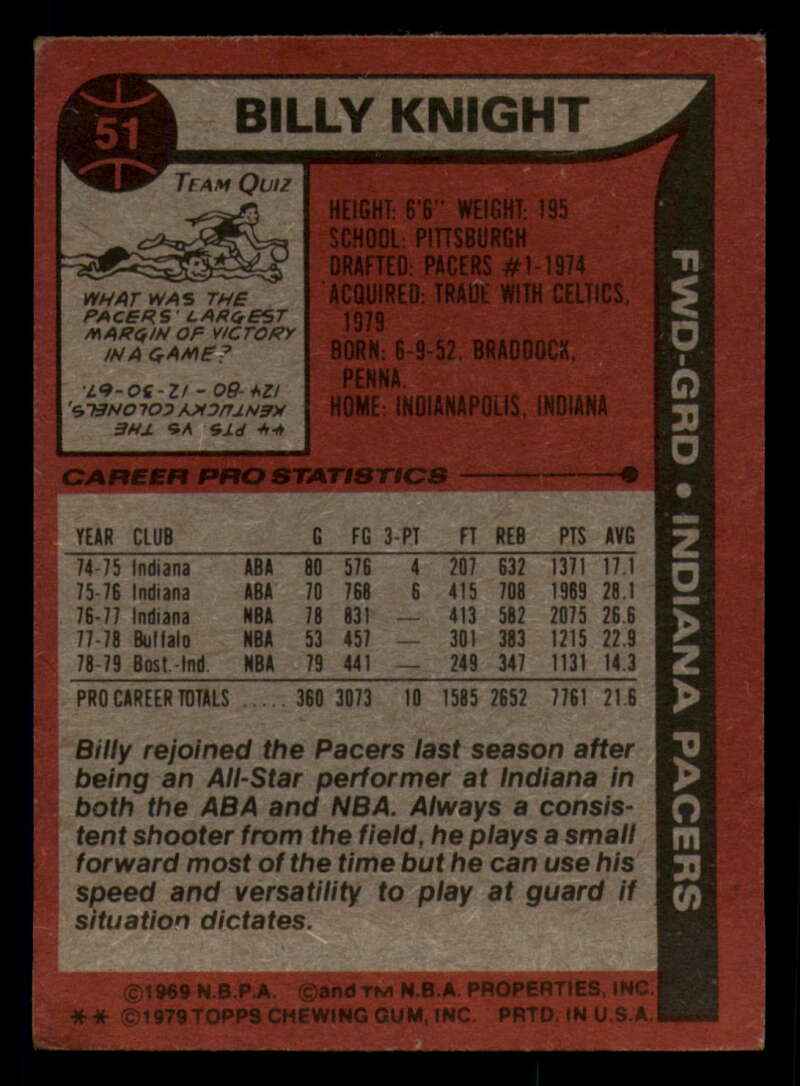 51
BILLY KNIGHT
TEAM QUIZ
WHAT WAS THE
PACERS' LARGEST
MARGIN OF VICTORY
IN A GAME?
44 PTS VS THE
KENTUCKY COLONELS,
124-80 - 12-30-67.
HEIGHT: 6'6" WEIGHT: 195
SCHOOL: PITTSBURGH
DRAFTED: PACERS #1-1974
ACQUIRED: TRADE WITH CELTICS,
1979
BORN: 6-9-52, BRADDOCK,
PENNA.
HOME: INDIANAPOLIS, INDIANA
FWD-GRD • INDIANA PACERS
CAREER PRO STATISTICS
YEAR CLUB G FG 3-PT FT REB PTS AVG
74-75 Indiana ABA 80 576 4 207 632 1371 17.1
75-76 Indiana ABA 70 768 6 415 708 1969 28.1
76-77 Indiana NBA 78 831 — 413 582 2075 26.6
77-78 Buffalo NBA 53 457 — 301 383 1215 22.9
78-79 Bost.-Ind. NBA 79 441 — 249 347 1131 14.3
PRO CAREER TOTALS ..... 360 3073 10 1585 2652 7761 21.6
Billy rejoined the Pacers last season after
being an All-Star performer at Indiana in
both the ABA and NBA. Always a consis-
tent shooter from the field, he plays a small
forward most of the time but he can use his
speed and versatility to play at guard if
situation dictates.
©1969 N.B.P.A. ©and TM N.B.A. PROPERTIES, INC.
** ©1979 TOPPS CHEWING GUM, INC. PRTD. IN U.S.A.